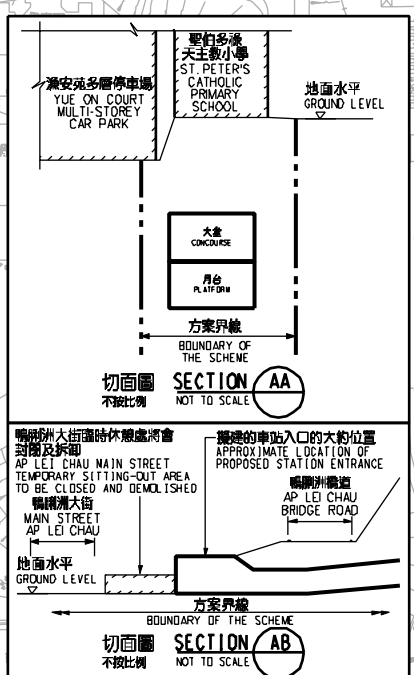 漁安苑多層停車場
YUE ON COURT
MULTI-STOREY
CAR PARK
聖伯多祿
天主教小學
ST. PETER'S
CATHOLIC
PRIMARY
SCHOOL
地面水平
GROUND LEVEL
大堂
CONCOURSE
月台
PLATFORM
方案界線
BOUNDARY OF
THE SCHEME
切面圖 SECTION AA
不按比例 NOT TO SCALE
鴨脷洲大街臨時休憩處將會
封閉及拆卸
AP LEI CHAU MAIN STREET
TEMPORARY SITTING-OUT AREA
TO BE CLOSED AND DEMOLISHED
鴨脷洲大街
MAIN STREET
AP LEI CHAU
擬建的車站入口的大約位置
APPROXIMATE LOCATION OF
PROPOSED STATION ENTRANCE
鴨脷洲橋道
AP LEI CHAU
BRIDGE ROAD
地面水平
GROUND LEVEL
方案界線
BOUNDARY OF THE SCHEME
切面圖 SECTION AB
不按比例 NOT TO SCALE